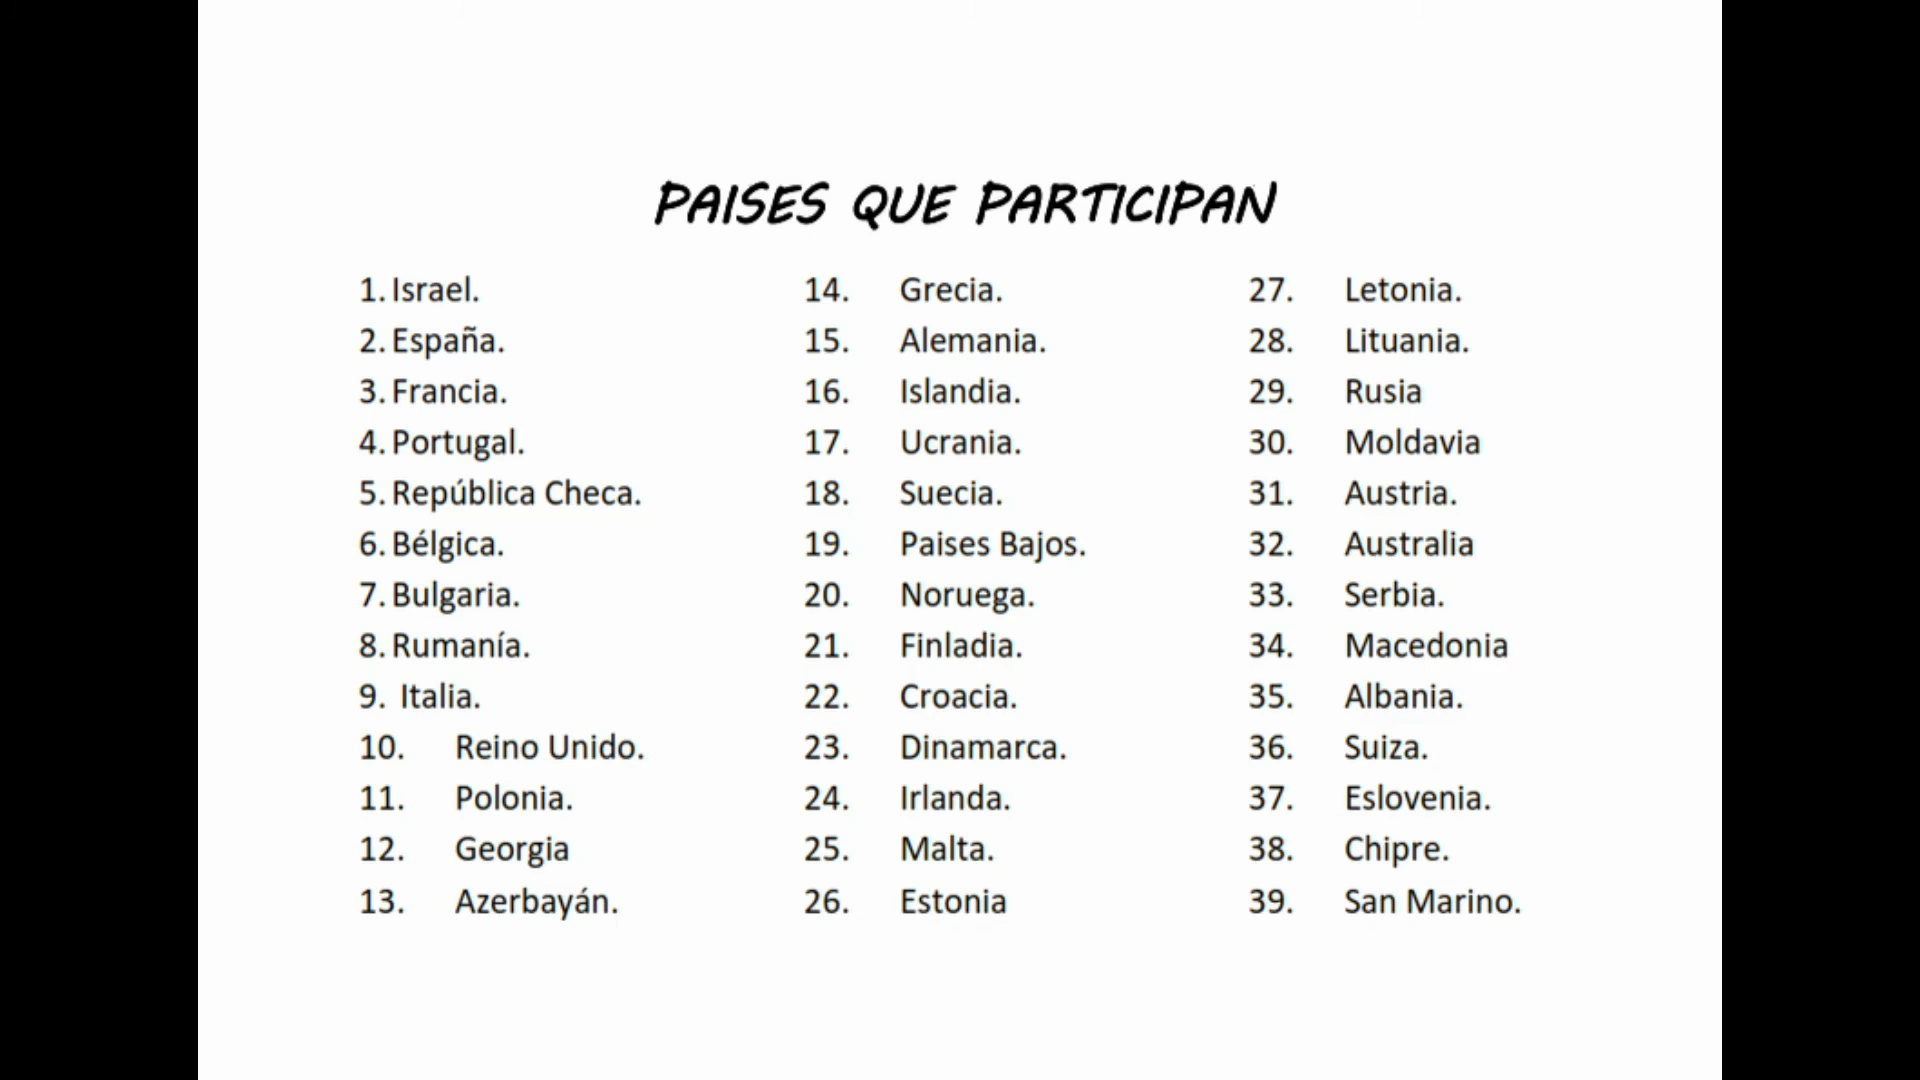 PAISES QUE PARTICIPAN
1. Israel.
2. España.
3. Francia.
4. Portugal.
5. República Checa.
6. Bélgica.
7. Bulgaria.
8. Rumanía.
9. Italia.
10. Reino Unido.
11. Polonia.
12. Georgia
13. Azerbayán.
14. Grecia.
15. Alemania.
16. Islandia.
17. Ucrania.
18. Suecia.
19. Paises Bajos.
20. Noruega.
21. Finladia.
22. Croacia.
23. Dinamarca.
24. Irlanda.
25. Malta.
26. Estonia
27. Letonia.
28. Lituania.
29. Rusia
30. Moldavia
31. Austria.
32. Australia
33. Serbia.
34. Macedonia
35. Albania.
36. Suiza.
37. Eslovenia.
38. Chipre.
39. San Marino.